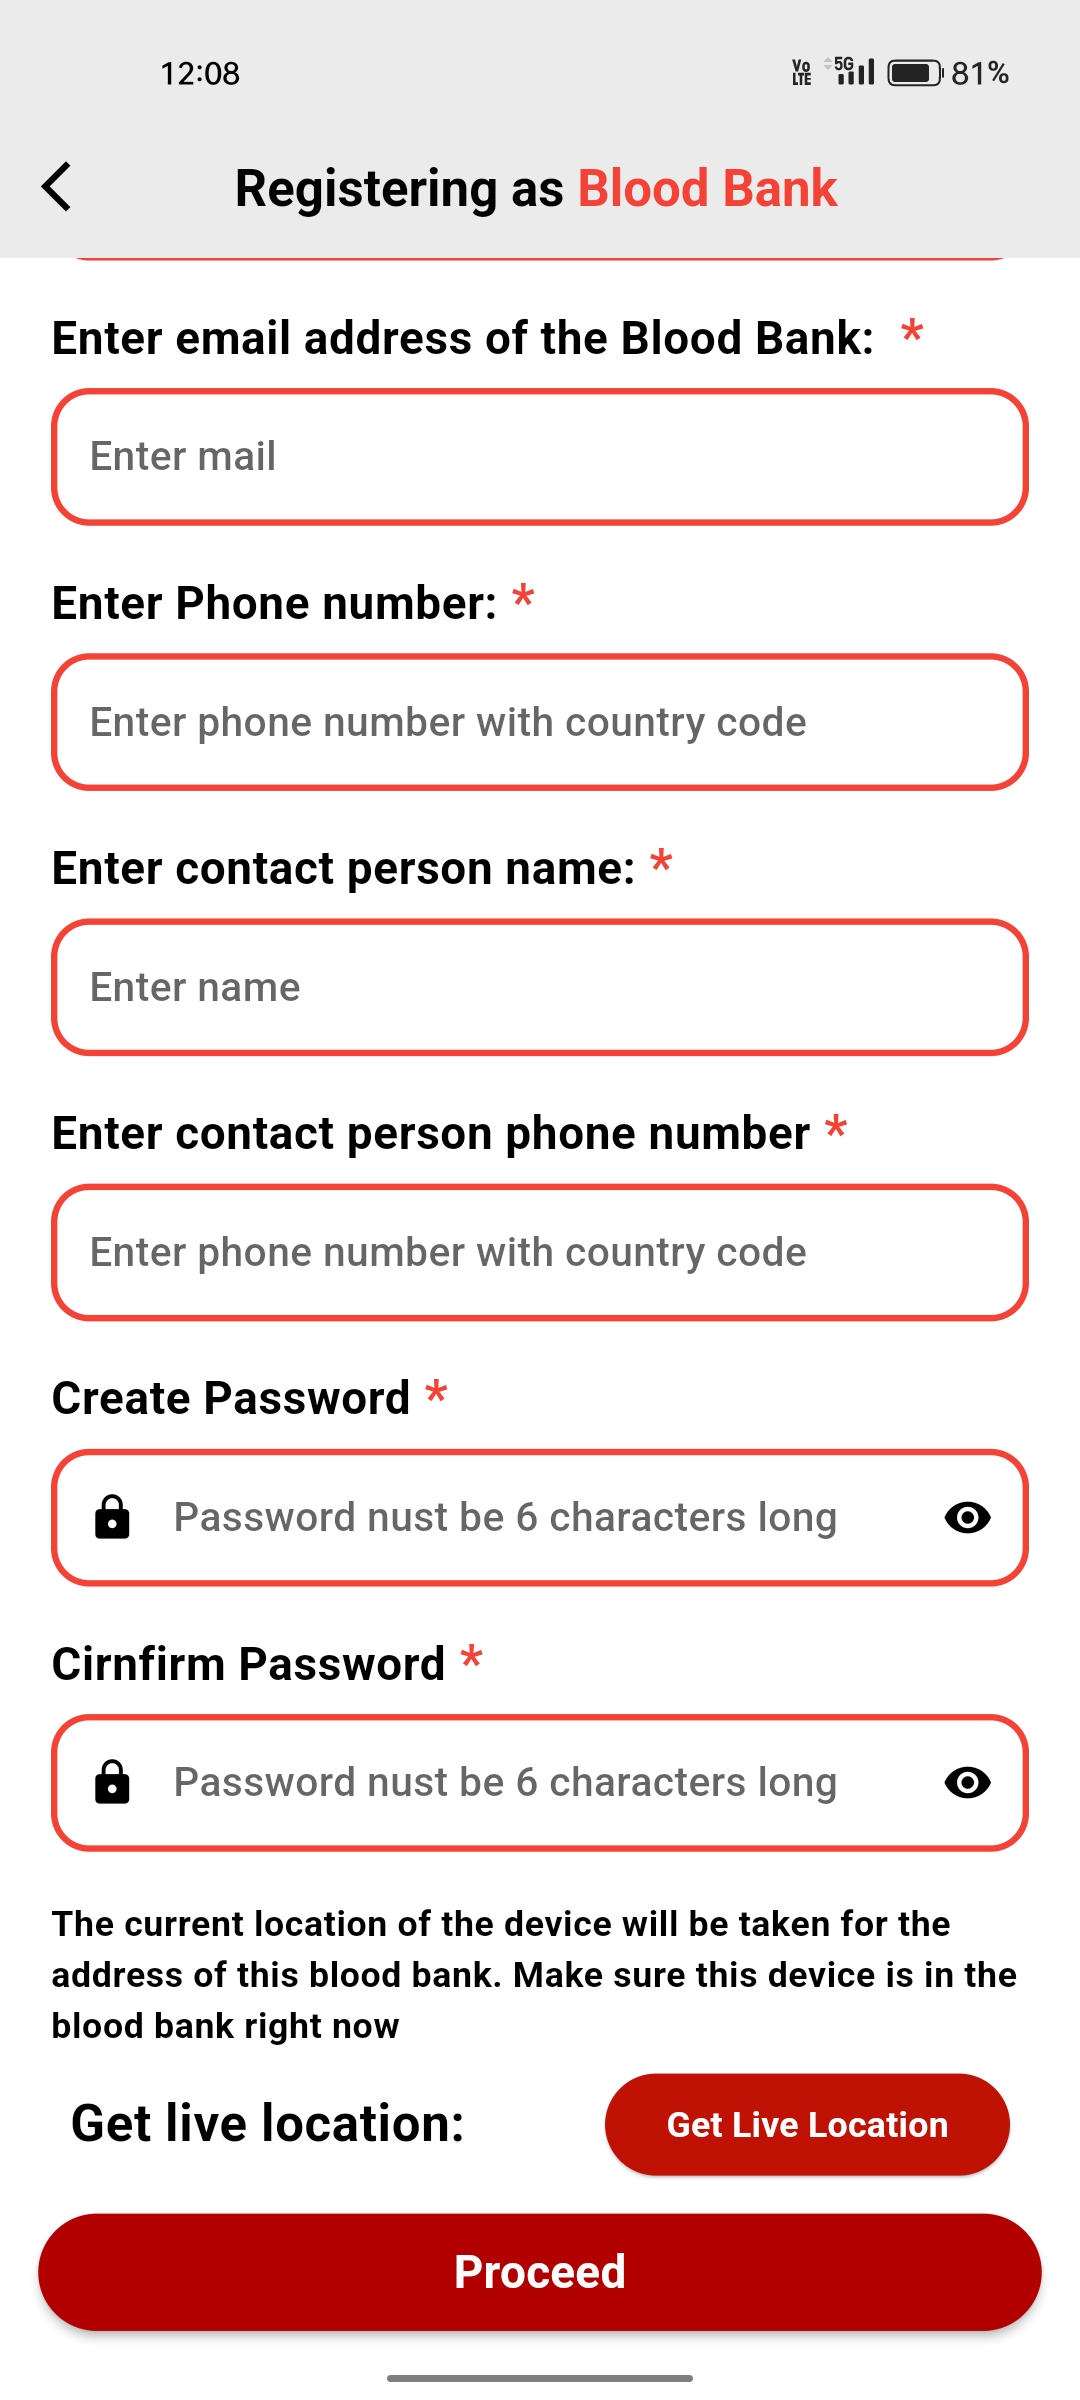 12:08 Vo LTE 5G 81%
Registering as Blood Bank
Enter email address of the Blood Bank: *
Enter mail
Enter Phone number: *
Enter phone number with country code
Enter contact person name: *
Enter name
Enter contact person phone number *
Enter phone number with country code
Create Password *
Password nust be 6 characters long
Cirnfirm Password *
Password nust be 6 characters long
The current location of the device will be taken for the
address of this blood bank. Make sure this device is in the
blood bank right now
Get live location: Get Live Location
Proceed